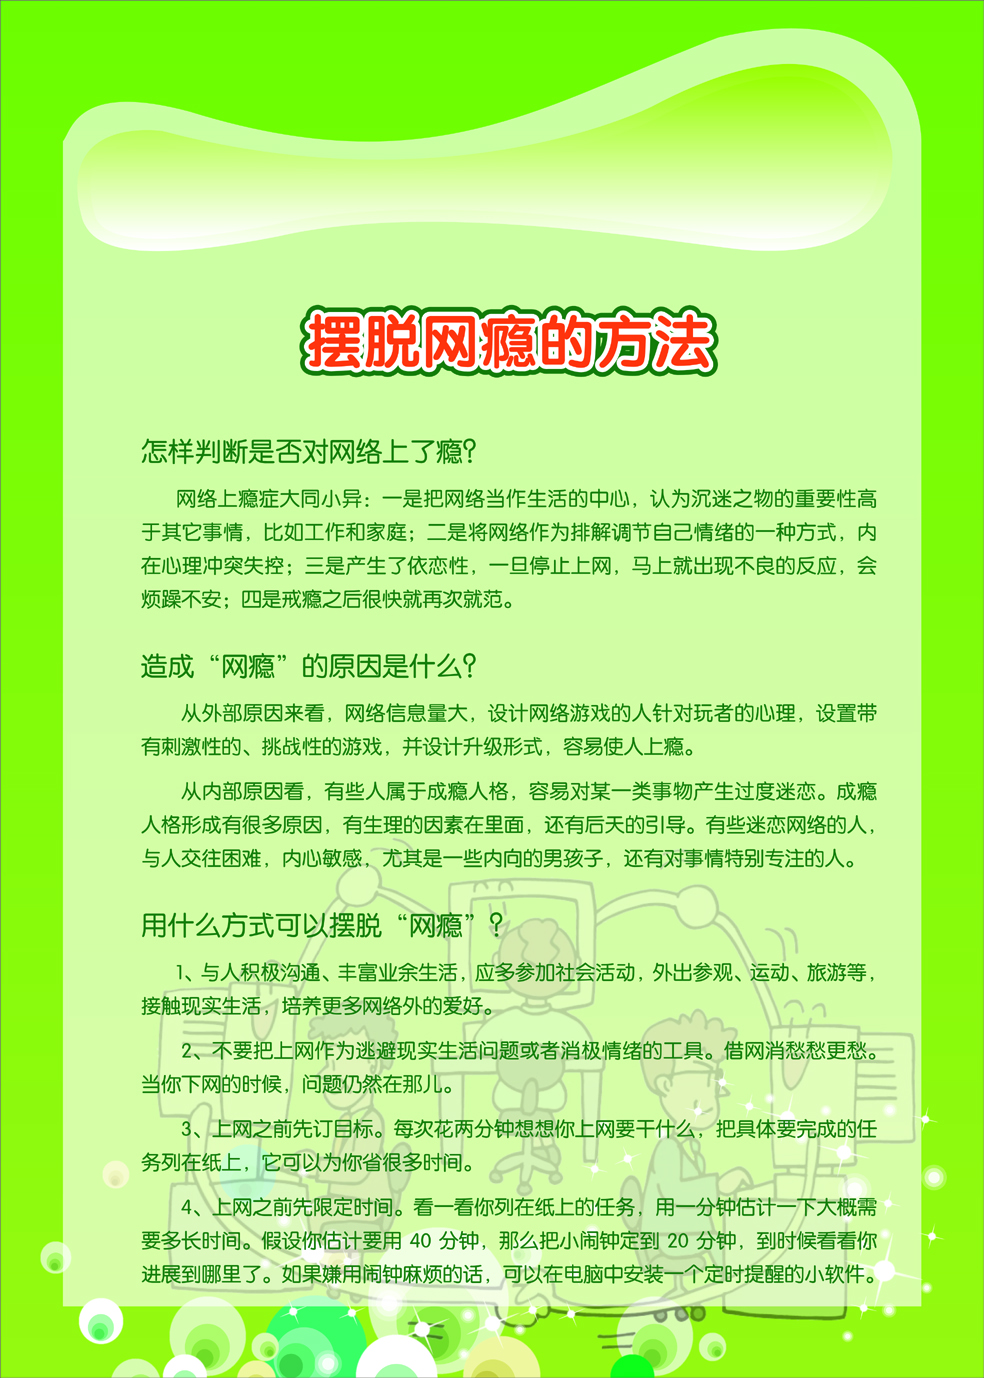 摆脱网瘾的方法
怎样判断是否对网络上了瘾？
网络上瘾症大同小异：一是把网络当作生活的中心，认为沉迷之物的重要性高
于其它事情，比如工作和家庭；二是将网络作为排解调节自己情绪的一种方式，内
在心理冲突失控；三是产生了依恋性，一旦停止上网，马上就出现不良的反应，会
烦躁不安；四是戒瘾之后很快就再次就范。
造成“网瘾”的原因是什么？
从外部原因来看，网络信息量大，设计网络游戏的人针对玩者的心理，设置带
有刺激性的、挑战性的游戏，并设计升级形式，容易使人上瘾。
从内部原因看，有些人属于成瘾人格，容易对某一类事物产生过度迷恋。成瘾
人格形成有很多原因，有生理的因素在里面，还有后天的引导。有些迷恋网络的人，
与人交往困难，内心敏感，尤其是一些内向的男孩子，还有对事情特别专注的人。
用什么方式可以摆脱“网瘾”？
1、与人积极沟通、丰富业余生活，应多参加社会活动，外出参观、运动、旅游等，
接触现实生活，培养更多网络外的爱好。
2、不要把上网作为逃避现实生活问题或者消极情绪的工具。借网消愁愁更愁。
当你下网的时候，问题仍然在那儿。
3、上网之前先订目标。每次花两分钟想想你上网要干什么，把具体要完成的任
务列在纸上，它可以为你省很多时间。
4、上网之前先限定时间。看一看你列在纸上的任务，用一分钟估计一下大概需
要多长时间。假设你估计要用 40 分钟，那么把小闹钟定到 20 分钟，到时候看看你
进展到哪里了。如果嫌用闹钟麻烦的话，可以在电脑中安装一个定时提醒的小软件。